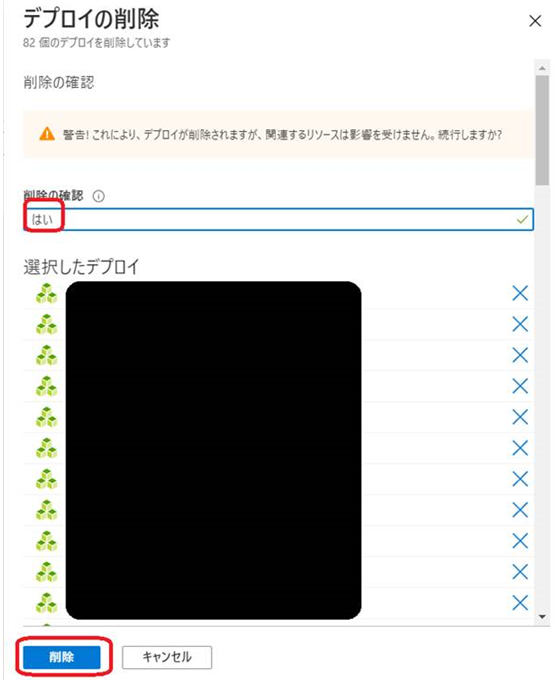 デプロイの削除
82 個のデプロイを削除しています
削除の確認
警告! これにより、デプロイが削除されますが、関連するリソースは影響を受けません。続行しますか?
削除の確認
はい
選択したデプロイ
削除
キャンセル